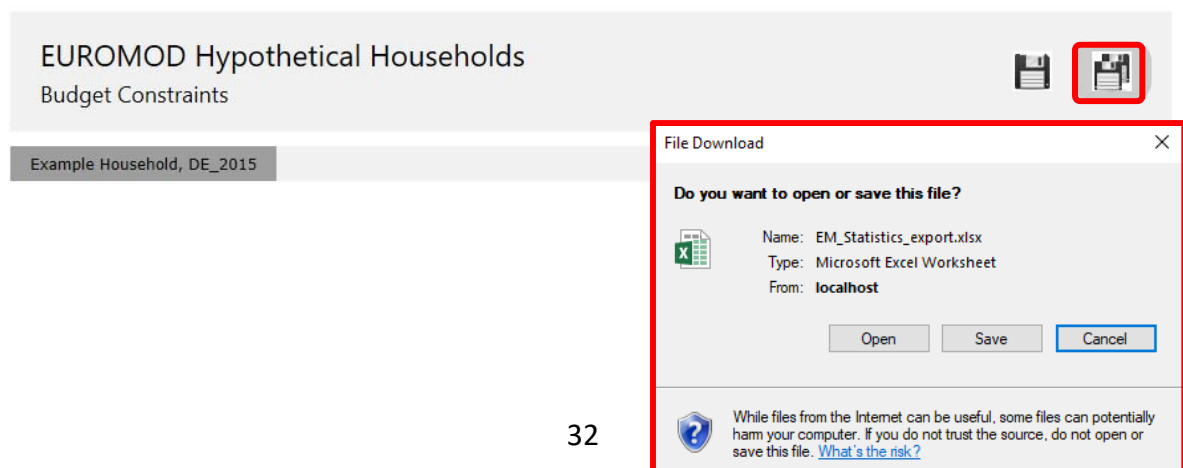 EUROMOD Hypothetical Households
Budget Constraints
Example Household, DE_2015
File Download
Do you want to open or save this file?
Name: EM_Statistics_export.xlsx
Type: Microsoft Excel Worksheet
From: localhost
Open Save Cancel
While files from the Internet can be useful, some files can potentially
harm your computer. If you do not trust the source, do not open or
save this file. What's the risk?
32